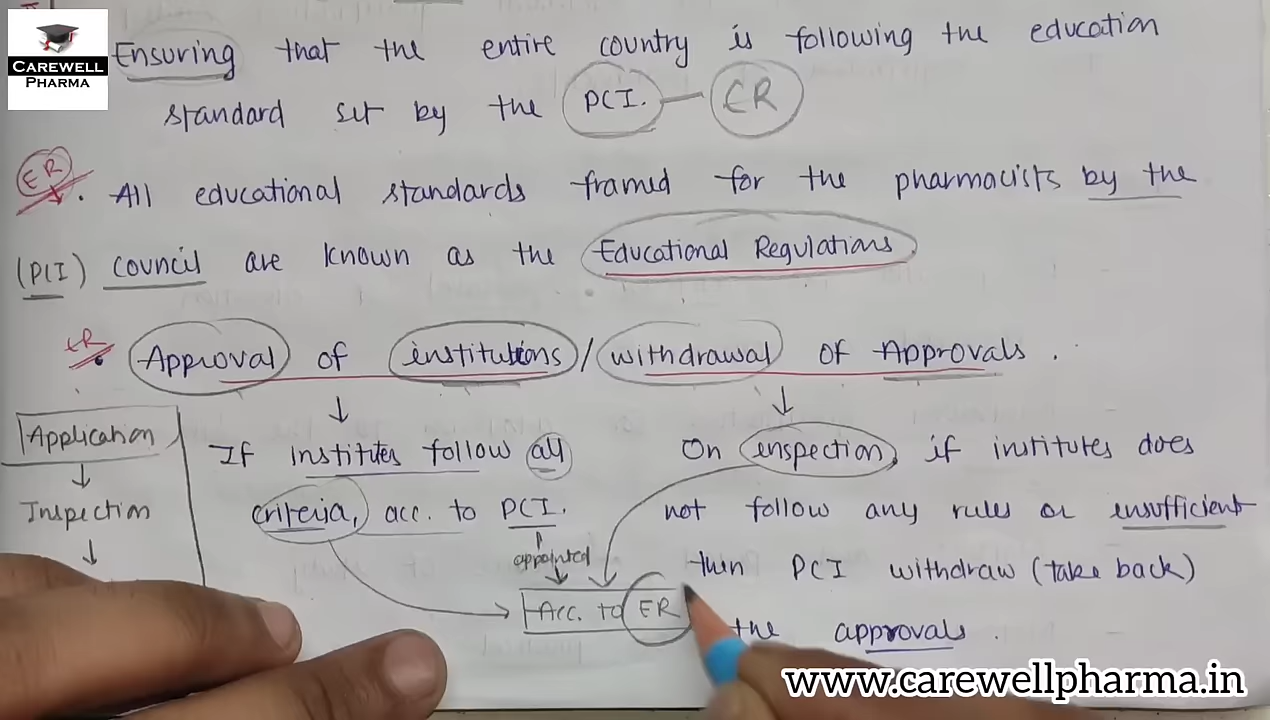 CAREWELL
PHARMA
Ensuring that the entire country is following the education
standard set by the PCI. — ER
ER
. All educational standards framed for the pharmacists by the
(PCI) council are known as the Educational Regulations
ER
. Approval of institutions / withdrawal of Approvals .
Application
Inspection
If Institutes follow all
criteria, acc. to PCI.
appointed
Acc. to ER
On enspection, if institutes does
not follow any rules or insufficient
then PCI withdraw (take back)
the approvals .
www.carewellpharma.in